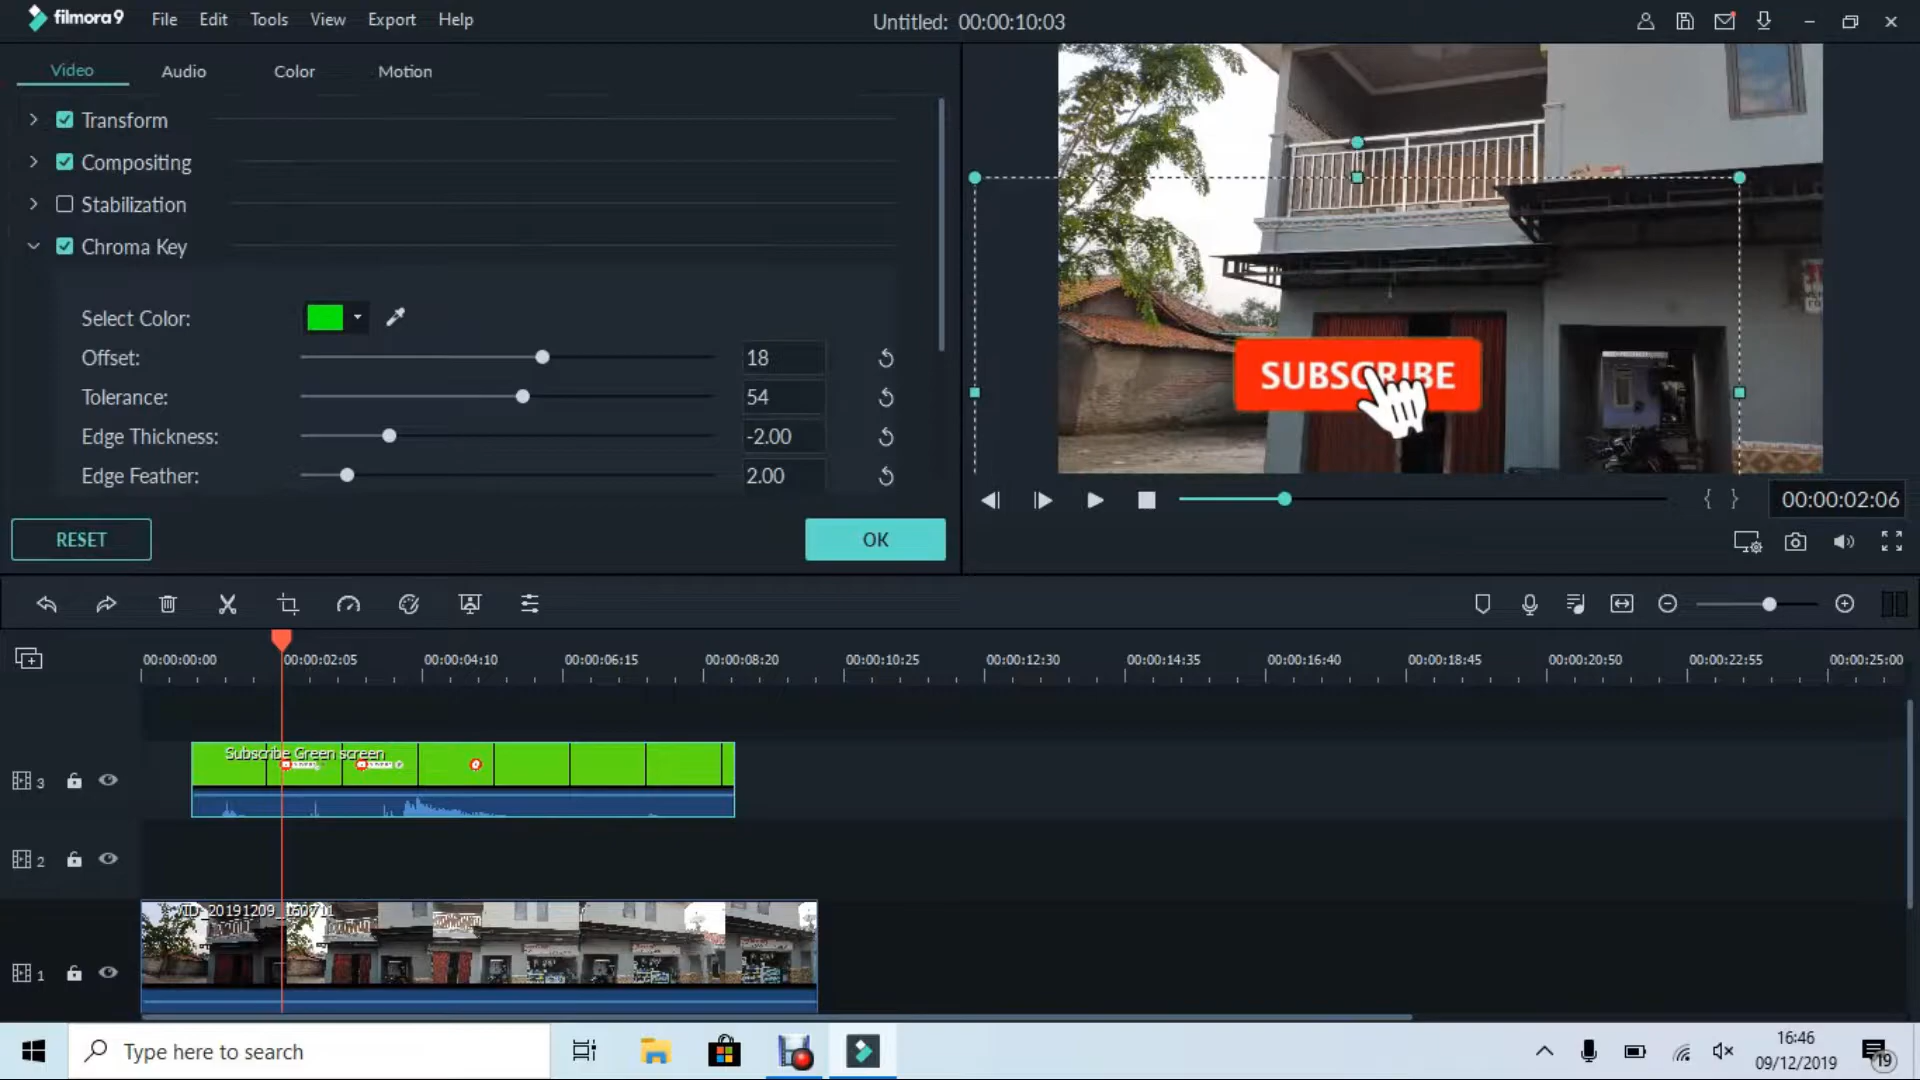 filmora9 File Edit Tools View Export Help Untitled: 00:00:10:03
Video Audio Color Motion
Transform
Compositing
Stabilization
Chroma Key
Select Color:
Offset: 18
Tolerance: 54
Edge Thickness: -2.00
Edge Feather: 2.00
RESET OK
SUBSCRIBE
{ } 00:00:02:06
00:00:00:00 00:00:02:05 00:00:04:10 00:00:06:15 00:00:08:20 00:00:10:25 00:00:12:30 00:00:14:35 00:00:16:40 00:00:18:45 00:00:20:50 00:00:22:55 00:00:25:00
Subscribe Green screen
3
2
VID_20191209_160711
1
Type here to search
16:46
09/12/2019
19